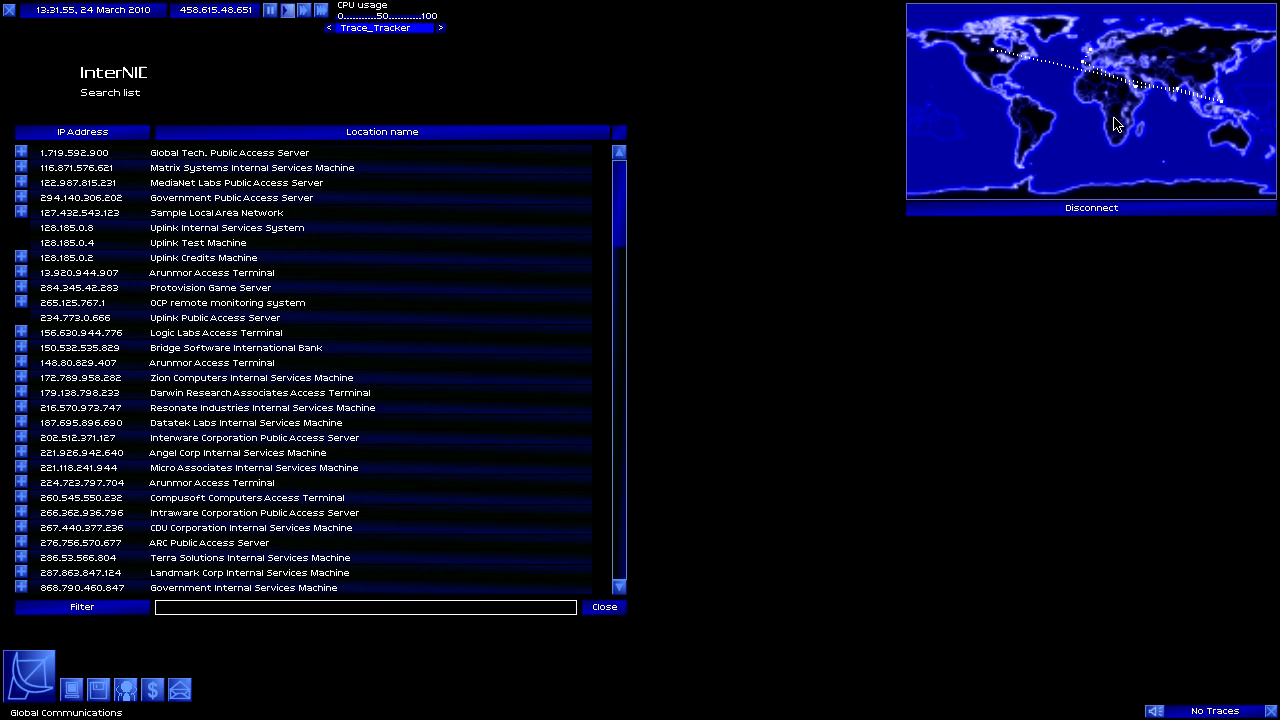 13:31.55, 24 March 2010
458.615.48.651
CPU usage
0...........50...........100
< Trace_Tracker >
InterNIC
Search list
IP Address Location name
1.719.592.900 Global Tech. Public Access Server
116.871.576.621 Matrix Systems Internal Services Machine
122.987.815.231 MediaNet Labs Public Access Server
294.140.306.202 Government Public Access Server
127.432.543.123 Sample Local Area Network
128.185.0.8 Uplink Internal Services System
128.185.0.4 Uplink Test Machine
128.185.0.2 Uplink Credits Machine
13.920.944.907 Arunmor Access Terminal
284.345.42.283 Protovision Game Server
265.125.767.1 OCP remote monitoring system
234.773.0.666 Uplink Public Access Server
156.630.944.776 Logic Labs Access Terminal
150.532.535.829 Bridge Software International Bank
148.80.829.407 Arunmor Access Terminal
172.789.958.282 Zion Computers Internal Services Machine
179.138.798.233 Darwin Research Associates Access Terminal
216.570.973.747 Resonate Industries Internal Services Machine
187.695.896.690 Datatek Labs Internal Services Machine
202.512.371.127 Interware Corporation Public Access Server
221.926.942.640 Angel Corp Internal Services Machine
221.118.241.944 Micro Associates Internal Services Machine
224.723.797.704 Arunmor Access Terminal
260.545.550.232 Compusoft Computers Access Terminal
266.362.936.796 Intraware Corporation Public Access Server
267.440.377.236 CDU Corporation Internal Services Machine
276.756.570.677 ARC Public Access Server
286.53.566.804 Terra Solutions Internal Services Machine
287.863.847.124 Landmark Corp Internal Services Machine
868.790.460.847 Government Internal Services Machine
Filter
Close
Disconnect
$
Global Communications
No Traces